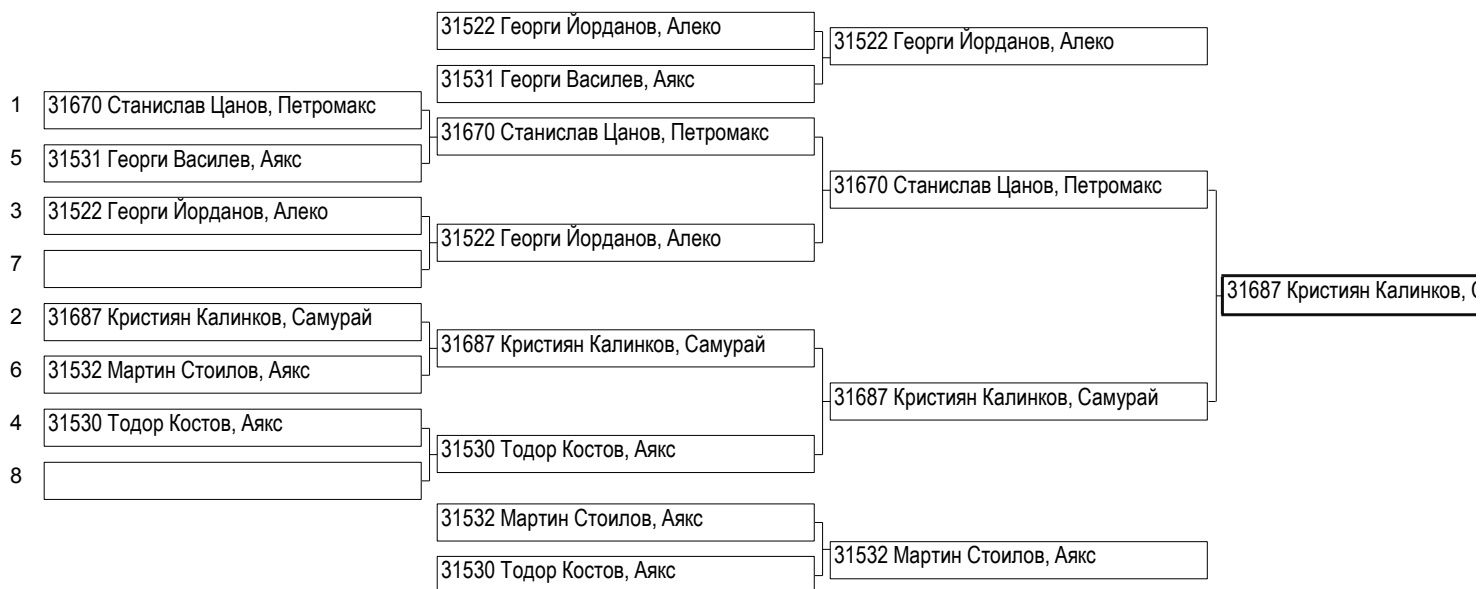 31522 Георги Йорданов, Алеко
31522 Георги Йорданов, Алеко
31531 Георги Василев, Аякс
1 31670 Станислав Цанов, Петромакс
31670 Станислав Цанов, Петромакс
5 31531 Георги Василев, Аякс
31670 Станислав Цанов, Петромакс
3 31522 Георги Йорданов, Алеко
31522 Георги Йорданов, Алеко
7
31687 Кристиян Калинков,
2 31687 Кристиян Калинков, Самурай
31687 Кристиян Калинков, Самурай
6 31532 Мартин Стоилов, Аякс
31687 Кристиян Калинков, Самурай
4 31530 Тодор Костов, Аякс
31530 Тодор Костов, Аякс
8
31532 Мартин Стоилов, Аякс
31532 Мартин Стоилов, Аякс
31530 Тодор Костов, Аякс